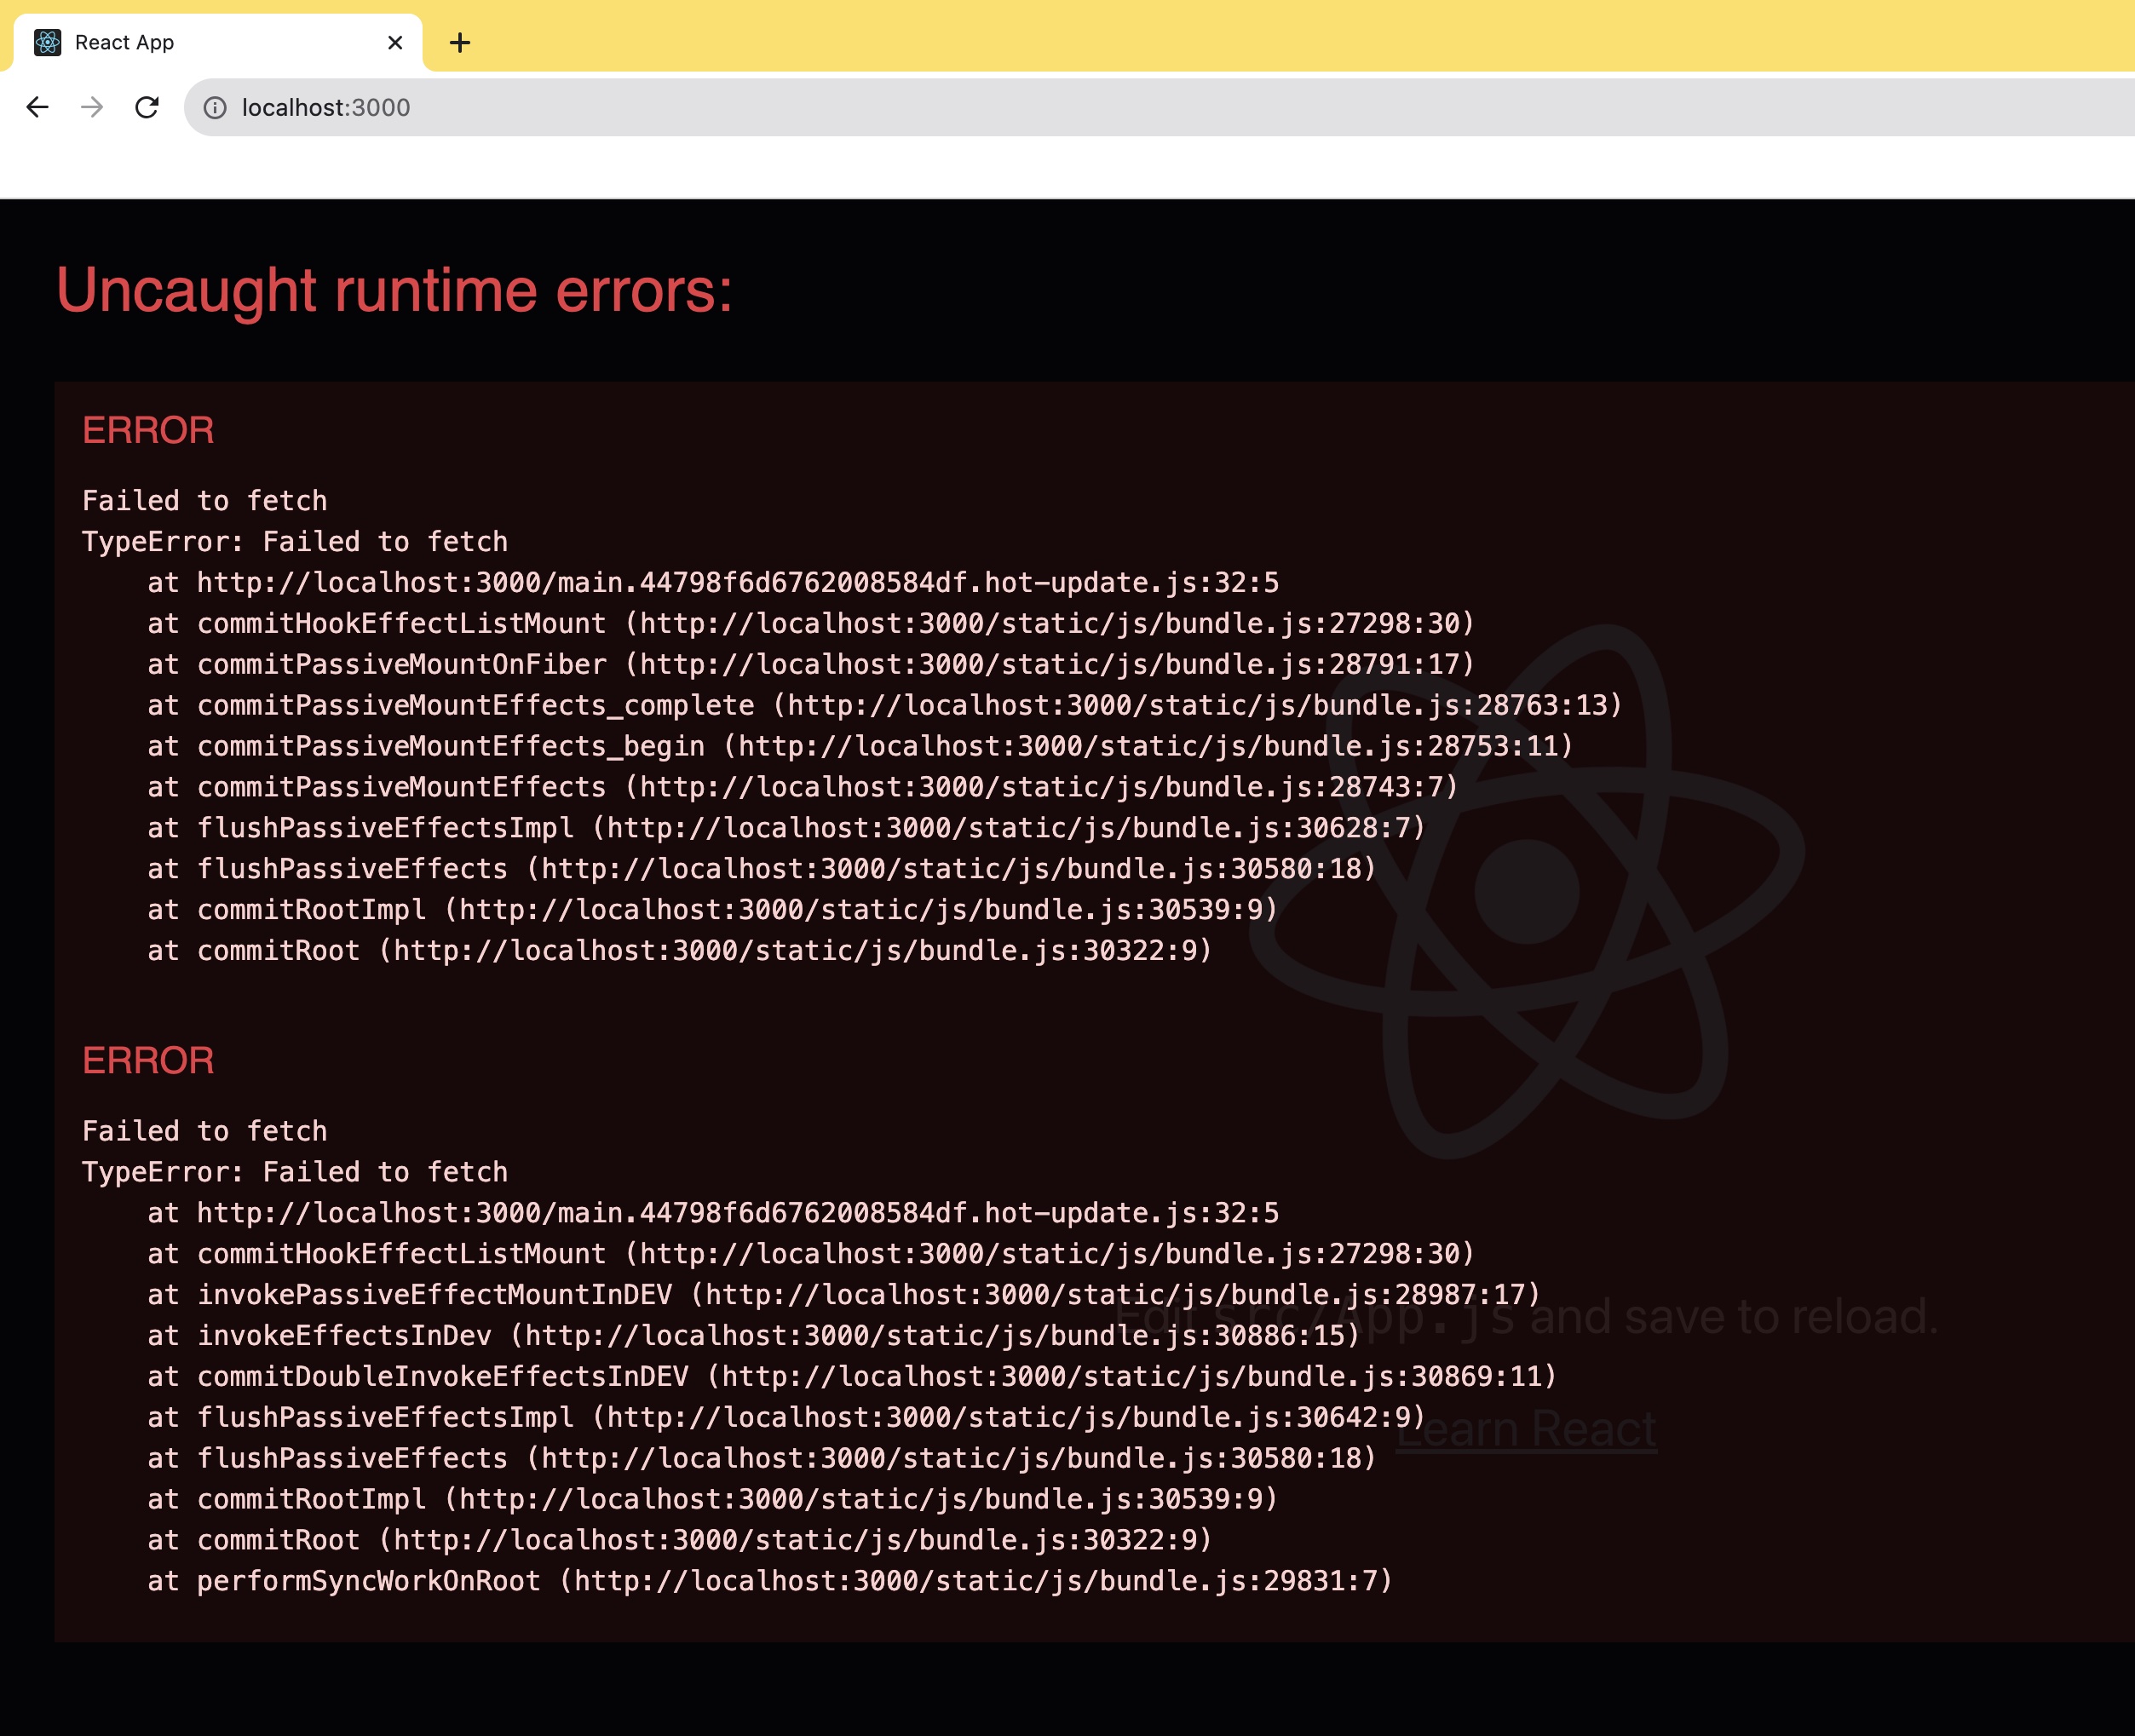 React App
localhost:3000
Uncaught runtime errors:
ERROR
Failed to fetch
TypeError: Failed to fetch
    at http://localhost:3000/main.44798f6d6762008584df.hot-update.js:32:5
    at commitHookEffectListMount (http://localhost:3000/static/js/bundle.js:27298:30)
    at commitPassiveMountOnFiber (http://localhost:3000/static/js/bundle.js:28791:17)
    at commitPassiveMountEffects_complete (http://localhost:3000/static/js/bundle.js:28763:13)
    at commitPassiveMountEffects_begin (http://localhost:3000/static/js/bundle.js:28753:11)
    at commitPassiveMountEffects (http://localhost:3000/static/js/bundle.js:28743:7)
    at flushPassiveEffectsImpl (http://localhost:3000/static/js/bundle.js:30628:7)
    at flushPassiveEffects (http://localhost:3000/static/js/bundle.js:30580:18)
    at commitRootImpl (http://localhost:3000/static/js/bundle.js:30539:9)
    at commitRoot (http://localhost:3000/static/js/bundle.js:30322:9)
ERROR
Failed to fetch
TypeError: Failed to fetch
    at http://localhost:3000/main.44798f6d6762008584df.hot-update.js:32:5
    at commitHookEffectListMount (http://localhost:3000/static/js/bundle.js:27298:30)
    at invokePassiveEffectMountInDEV (http://localhost:3000/static/js/bundle.js:28987:17)
    at invokeEffectsInDev (http://localhost:3000/static/js/bundle.js:30886:15)
    at commitDoubleInvokeEffectsInDEV (http://localhost:3000/static/js/bundle.js:30869:11)
    at flushPassiveEffectsImpl (http://localhost:3000/static/js/bundle.js:30642:9)
    at flushPassiveEffects (http://localhost:3000/static/js/bundle.js:30580:18)
    at commitRootImpl (http://localhost:3000/static/js/bundle.js:30539:9)
    at commitRoot (http://localhost:3000/static/js/bundle.js:30322:9)
    at performSyncWorkOnRoot (http://localhost:3000/static/js/bundle.js:29831:7)
Edit src/App.js and save to reload.
Learn React